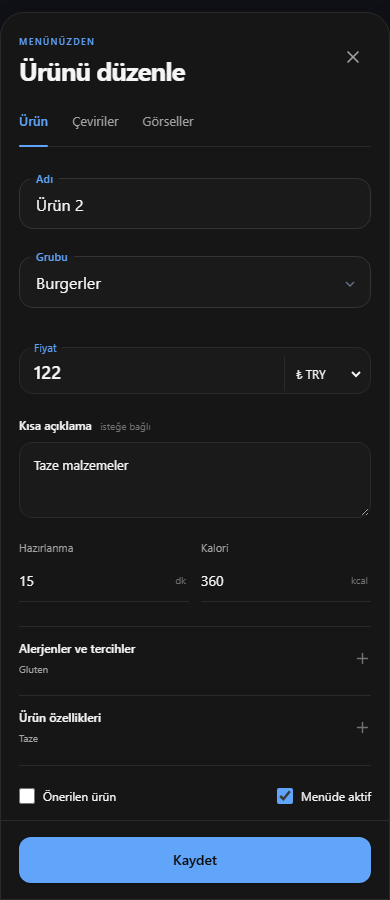 MENÜNÜZDEN
Ürünü düzenle
Ürün Çeviriler Görseller
Adı
Ürün 2
Grubu
Burgerler
Fiyat
122 ₺ TRY
Kısa açıklama isteğe bağlı
Taze malzemeler
Hazırlanma Kalori
15 dk 360 kcal
Alerjenler ve tercihler
Gluten
Ürün özellikleri
Taze
Önerilen ürün Menüde aktif
Kaydet